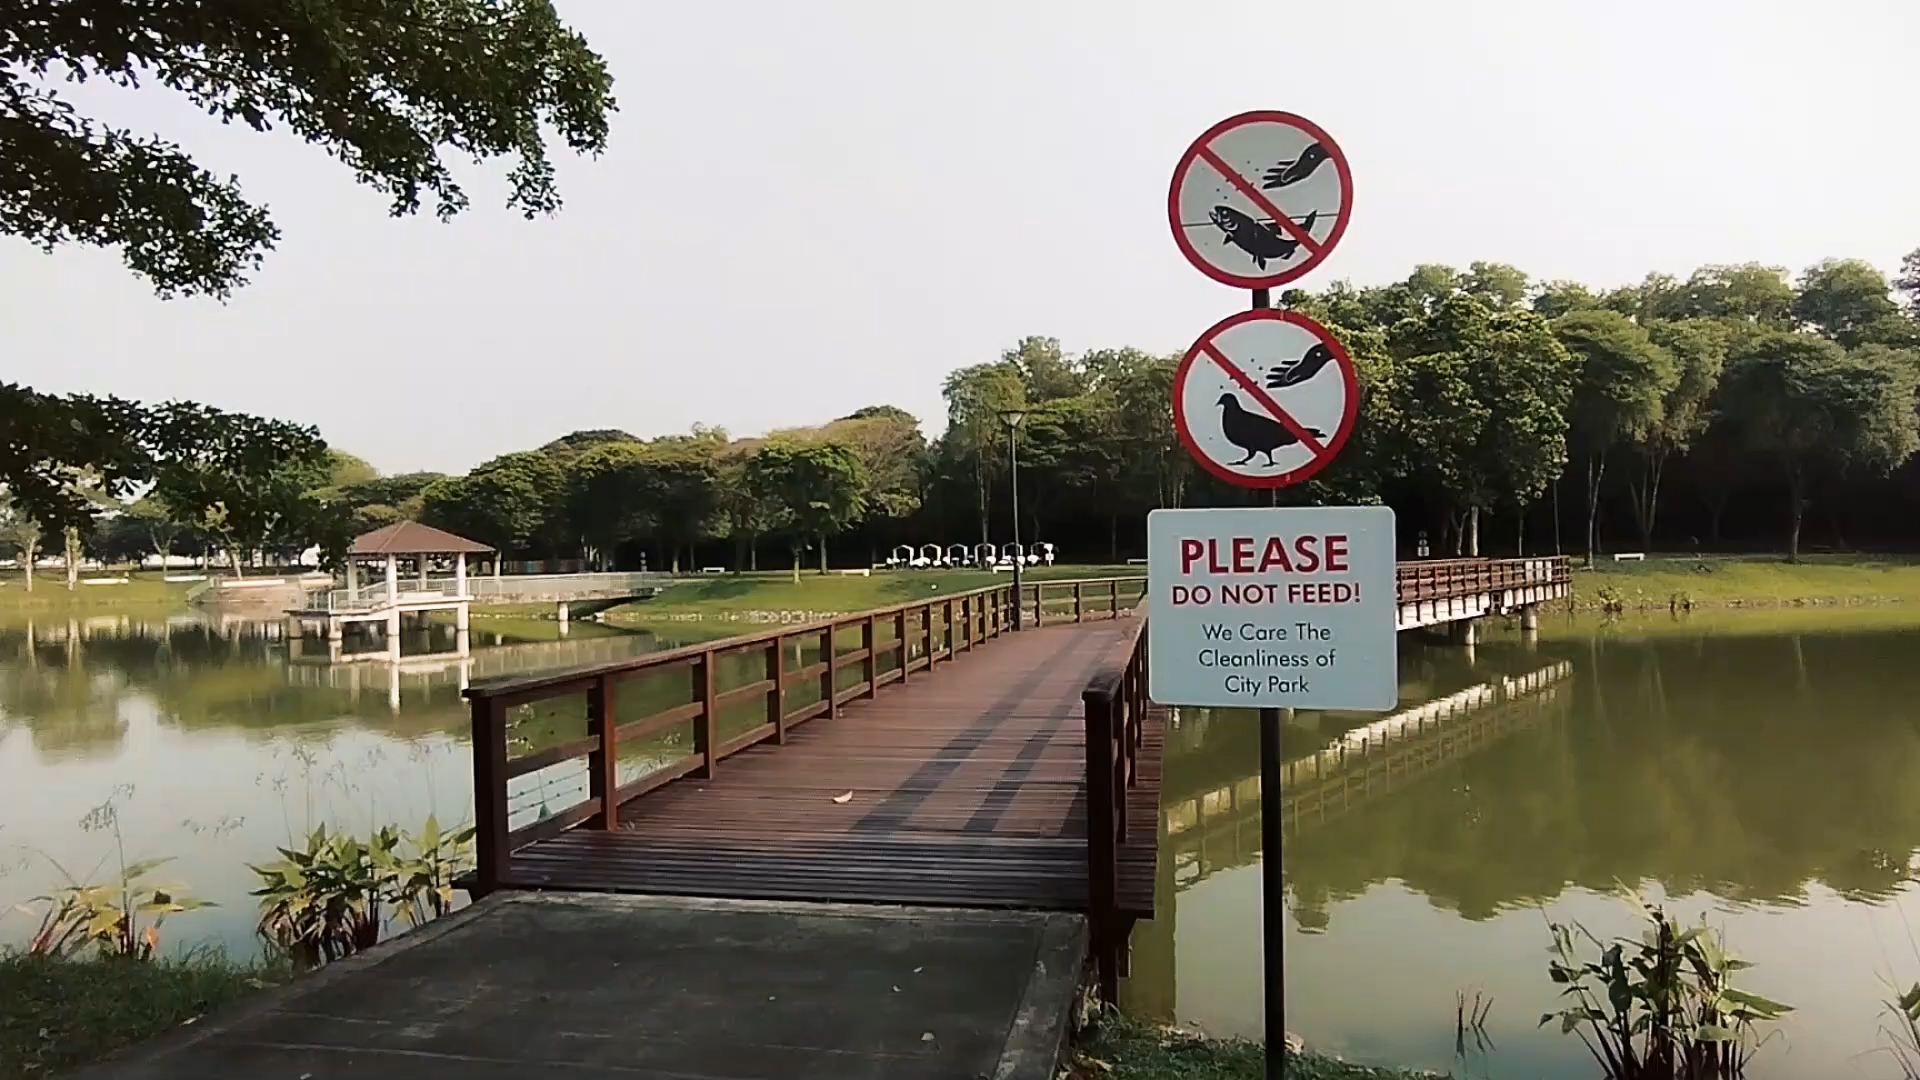 PLEASE
DO NOT FEED!
We Care The
Cleanliness of
City Park